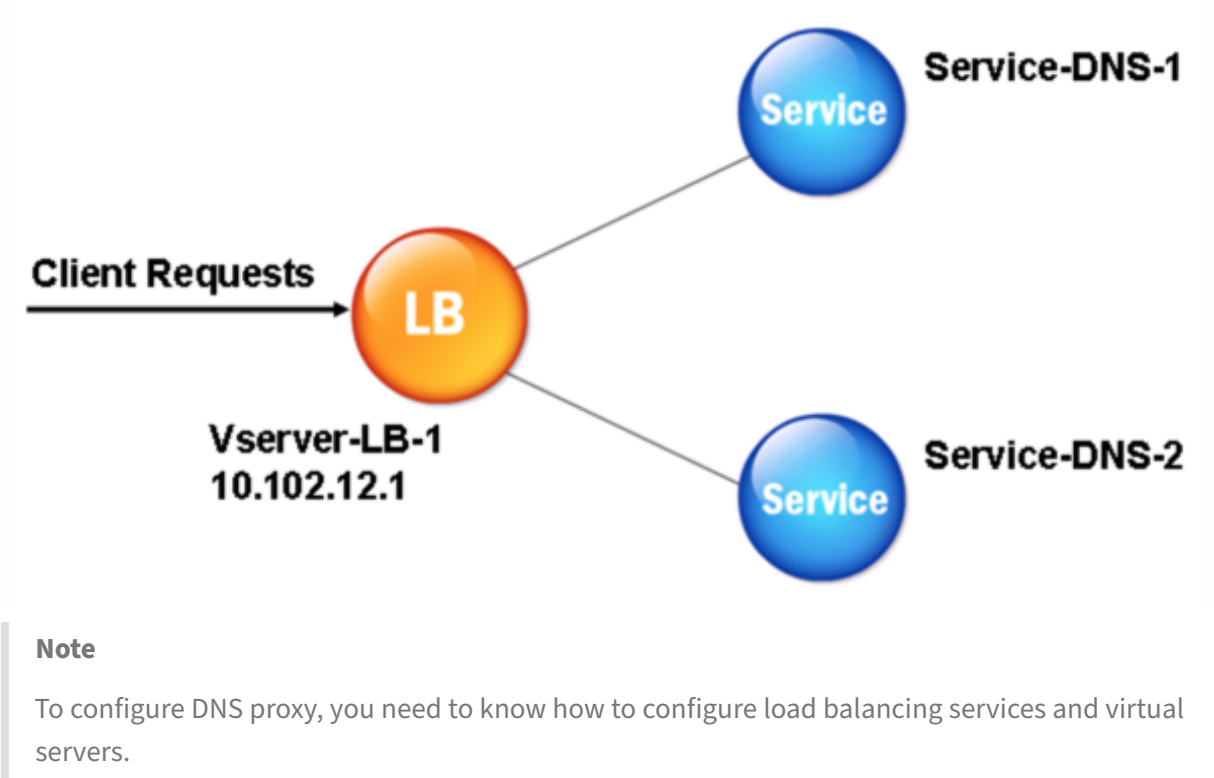 Service-DNS-1
Service
Client Requests
LB
Vserver-LB-1
10.102.12.1
Service-DNS-2
Service
Note
To configure DNS proxy, you need to know how to configure load balancing services and virtual
servers.